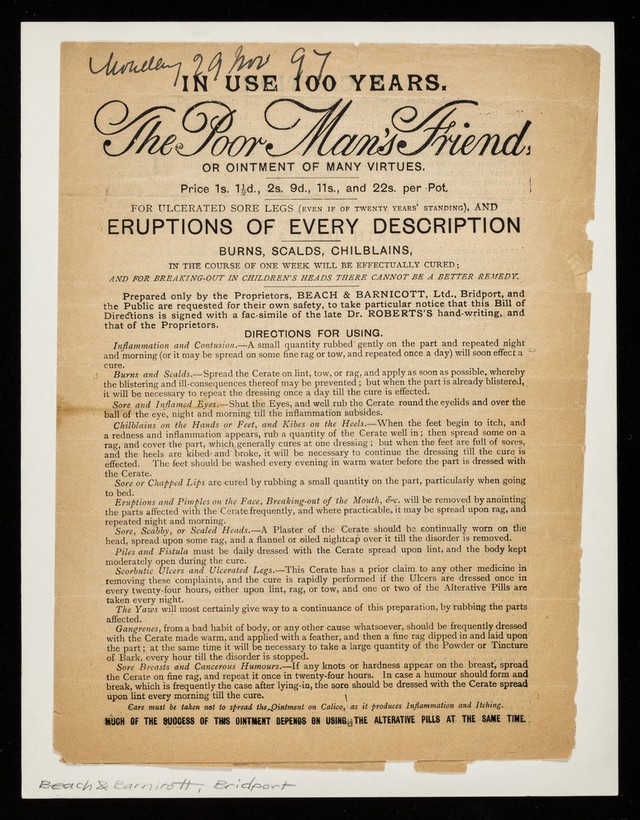 Monday 29 Nov 97
IN USE 100 YEARS.
The Poor Man's Friend,
OR OINTMENT OF MANY VIRTUES.
Price 1s. 1½d., 2s. 9d., 11s., and 22s. per Pot.
FOR ULCERATED SORE LEGS (EVEN IF OF TWENTY YEARS' STANDING), AND
ERUPTIONS OF EVERY DESCRIPTION
BURNS, SCALDS, CHILBLAINS,
IN THE COURSE OF ONE WEEK WILL BE EFFECTUALLY CURED;
AND FOR BREAKING-OUT IN CHILDREN'S HEADS THERE CANNOT BE A BETTER REMEDY.
Prepared only by the Proprietors, BEACH & BARNICOTT, Ltd., Bridport, and
the Public are requested for their own safety, to take particular notice that this Bill of
Directions is signed with a fac-simile of the late Dr. ROBERTS'S hand-writing, and
that of the Proprietors.
DIRECTIONS FOR USING.
Inflammation and Contusion.—A small quantity rubbed gently on the part and repeated night
and morning (or it may be spread on some fine rag or tow, and repeated once a day) will soon effect a
cure.
Burns and Scalds.—Spread the Cerate on lint, tow, or rag, and apply as soon as possible, whereby
the blistering and ill-consequences thereof may be prevented; but when the part is already blistered,
it will be necessary to repeat the dressing once a day till the cure is effected.
Sore and Inflamed Eyes.—Shut the Eyes, and well rub the Cerate round the eyelids and over the
ball of the eye, night and morning till the inflammation subsides.
Chilblains on the Hands or Feet, and Kibes on the Heels.—When the feet begin to itch, and
a redness and inflammation appears, rub a quantity of the Cerate well in; then spread some on a
rag, and cover the part, which generally cures at one dressing; but when the feet are full of sores,
and the heels are kibed and broke, it will be necessary to continue the dressing till the cure is
effected. The feet should be washed every evening in warm water before the part is dressed with
the Cerate.
Sore or Chapped Lips are cured by rubbing a small quantity on the part, particularly when going
to bed.
Eruptions and Pimples on the Face, Breaking-out of the Mouth, &c. will be removed by anointing
the parts affected with the Cerate frequently, and where practicable, it may be spread upon rag, and
repeated night and morning.
Sore, Scabby, or Scaled Heads.—A Plaster of the Cerate should be continually worn on the
head, spread upon some rag, and a flannel or oiled nightcap over it till the disorder is removed.
Piles and Fistula must be daily dressed with the Cerate spread upon lint, and the body kept
moderately open during the cure.
Scorbutic Ulcers and Ulcerated Legs.—This Cerate has a prior claim to any other medicine in
removing these complaints, and the cure is rapidly performed if the Ulcers are dressed once in
every twenty-four hours, either upon lint, rag, or tow, and one or two of the Alterative Pills are
taken every night.
The Yaws will most certainly give way to a continuance of this preparation, by rubbing the parts
affected.
Gangrenes, from a bad habit of body, or any other cause whatsoever, should be frequently dressed
with the Cerate made warm, and applied with a feather, and then a fine rag dipped in and laid upon
the part; at the same time it will be necessary to take a large quantity of the Powder or Tincture
of Bark, every hour till the disorder is stopped.
Sore Breasts and Cancerous Humours.—If any knots or hardness appear on the breast, spread
the Cerate on fine rag, and repeat it once in twenty-four hours. In case a humour should form and
break, which is frequently the case after lying-in, the sore should be dressed with the Cerate spread
upon lint every morning till the cure.
Care must be taken not to spread the Ointment on Calico, as it produces Inflammation and Itching.
MUCH OF THE SUCCESS OF THIS OINTMENT DEPENDS ON USING THE ALTERATIVE PILLS AT THE SAME TIME.
Beach & Barnicott, Bridport